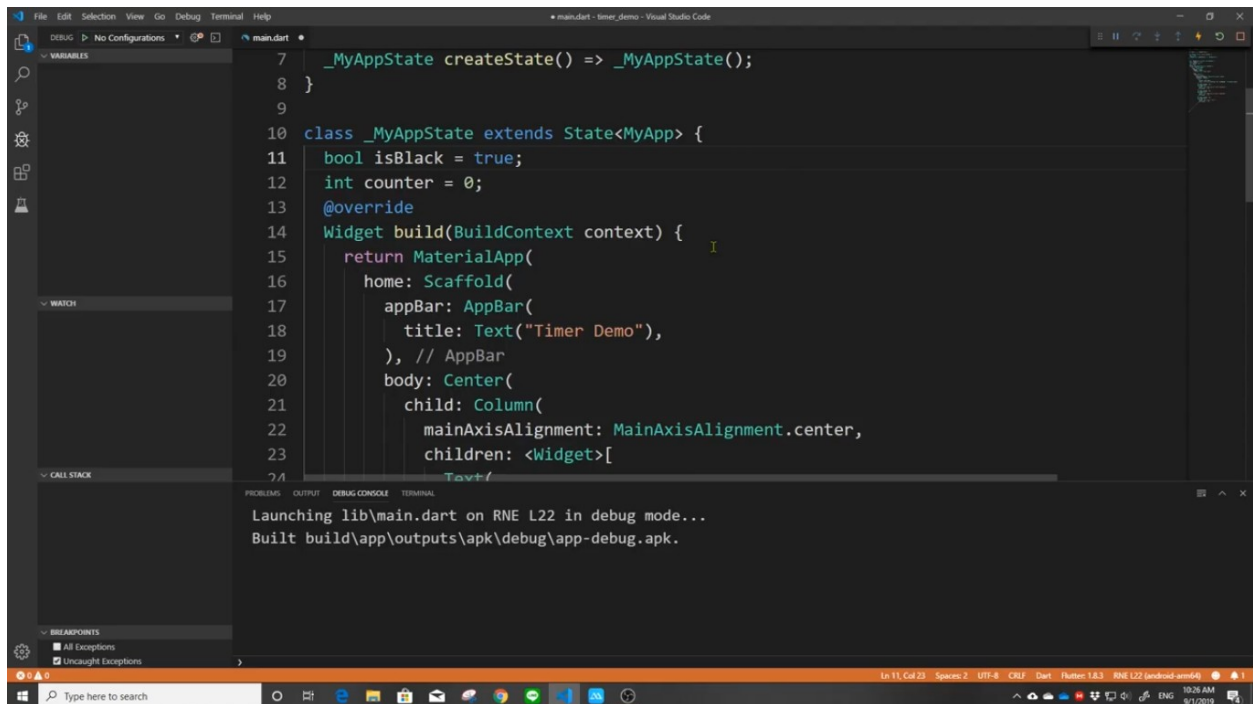 File Edit Selection View Go Debug Terminal Help
● main.dart - timer_demo - Visual Studio Code
DEBUG No Configurations
main.dart ●
VARIABLES
7 _MyAppState createState() => _MyAppState();
8 }
9
10 class _MyAppState extends State<MyApp> {
11 bool isBlack = true;
12 int counter = 0;
13 @override
14 Widget build(BuildContext context) {
15 return MaterialApp(
16 home: Scaffold(
17 appBar: AppBar(
18 title: Text("Timer Demo"),
19 ), // AppBar
20 body: Center(
21 child: Column(
22 mainAxisAlignment: MainAxisAlignment.center,
23 children: <Widget>[
24 Text(
WATCH
CALL STACK
PROBLEMS OUTPUT DEBUG CONSOLE TERMINAL
Launching lib\main.dart on RNE L22 in debug mode...
Built build\app\outputs\apk\debug\app-debug.apk.
BREAKPOINTS
All Exceptions
Uncaught Exceptions
0 0
Ln 11, Col 23 Spaces: 2 UTF-8 CRLF Dart Flutter: 1.8.3 RNE L22 (android-arm64) 1
Type here to search
ENG
10:26 AM
9/1/2019